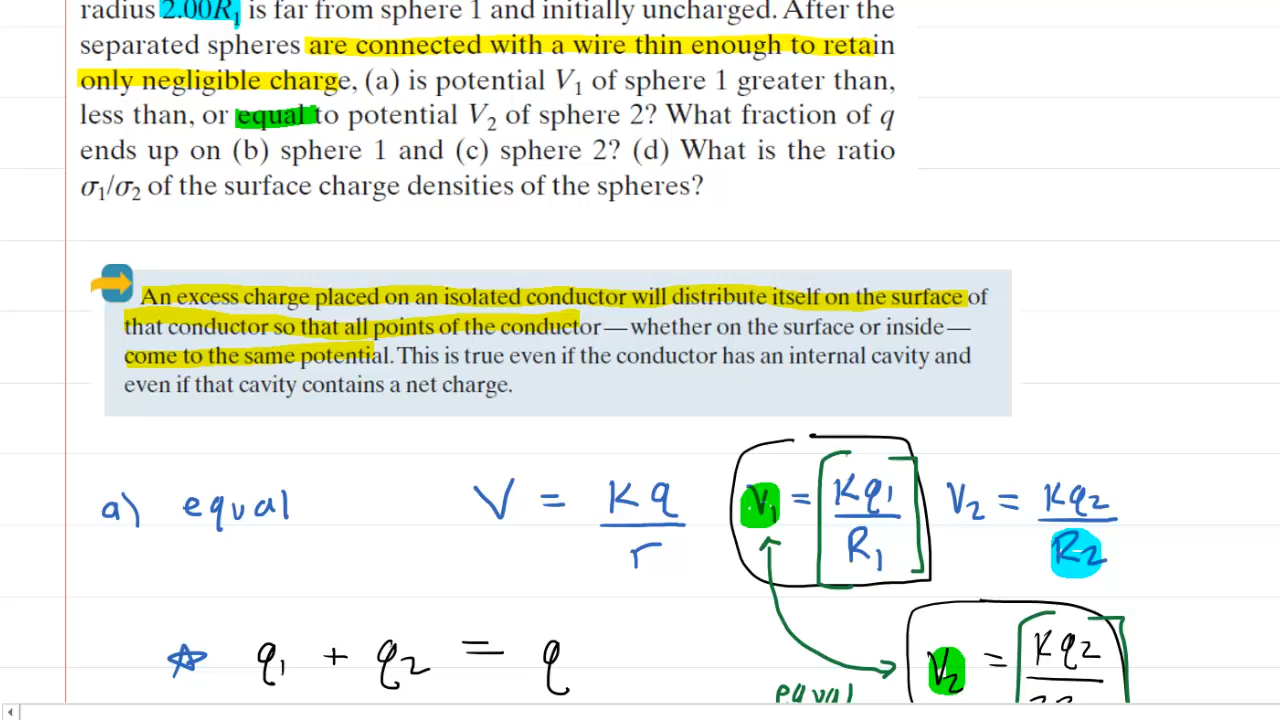 radius 2.00R₁ is far from sphere 1 and initially uncharged. After the
separated spheres are connected with a wire thin enough to retain
only negligible charge, (a) is potential V₁ of sphere 1 greater than,
less than, or equal to potential V₂ of sphere 2? What fraction of q
ends up on (b) sphere 1 and (c) sphere 2? (d) What is the ratio
σ₁/σ₂ of the surface charge densities of the spheres?
An excess charge placed on an isolated conductor will distribute itself on the surface of
that conductor so that all points of the conductor—whether on the surface or inside—
come to the same potential. This is true even if the conductor has an internal cavity and
even if that cavity contains a net charge.
a) equal V = Kq/r V₁ = Kq₁/R₁ V₂ = Kq₂/R₂
☆ q₁ + q₂ = q V₂ = Kq₂
equal